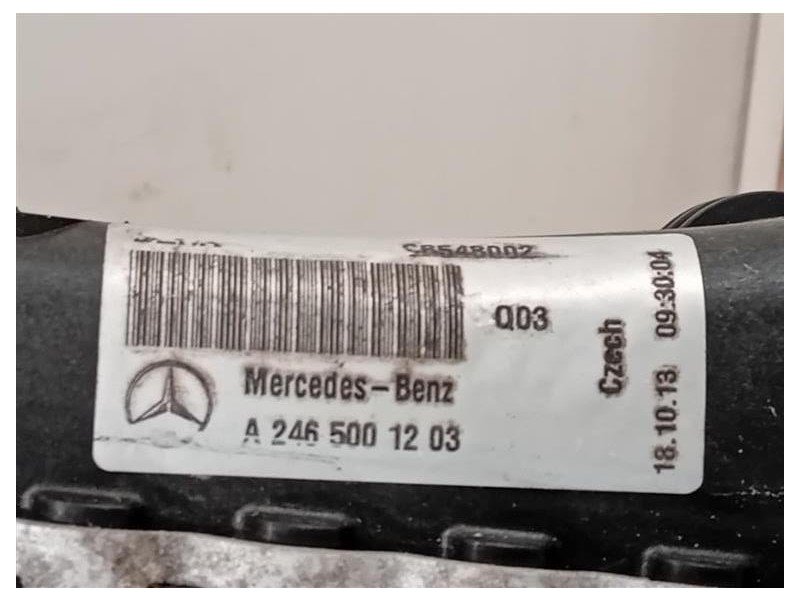 CB548002
Q03
Mercedes-Benz
A 246 500 12 03
Czech
18.10.13 09:30:04